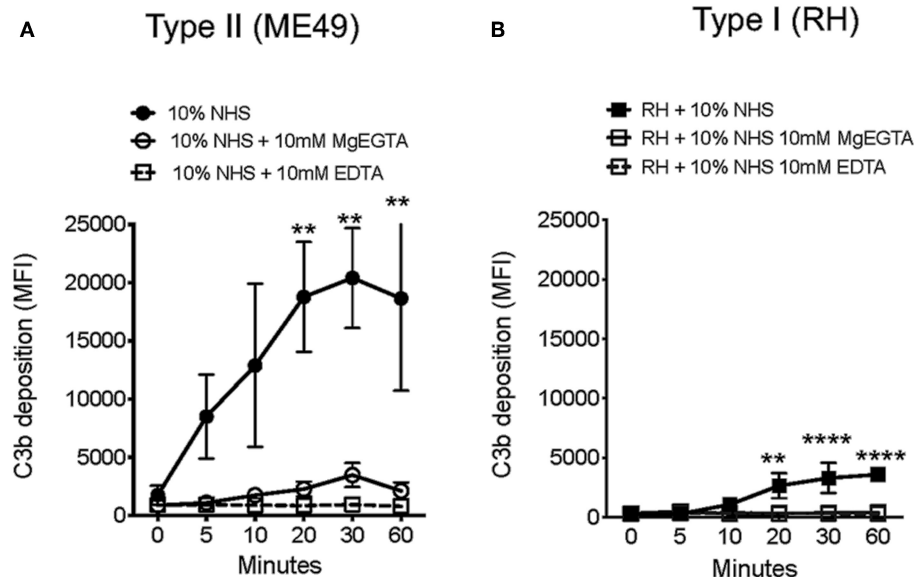 A
Type II (ME49)
10% NHS
10% NHS + 10mM MgEGTA
10% NHS + 10mM EDTA
C3b deposition (MFI)
25000
20000
15000
10000
5000
0
** ** **
0 5 10 20 30 60
Minutes
B
Type I (RH)
RH + 10% NHS
RH + 10% NHS 10mM MgEGTA
RH + 10% NHS 10mM EDTA
C3b deposition (MFI)
25000
20000
15000
10000
5000
0
** **** ****
0 5 10 20 30 60
Minutes